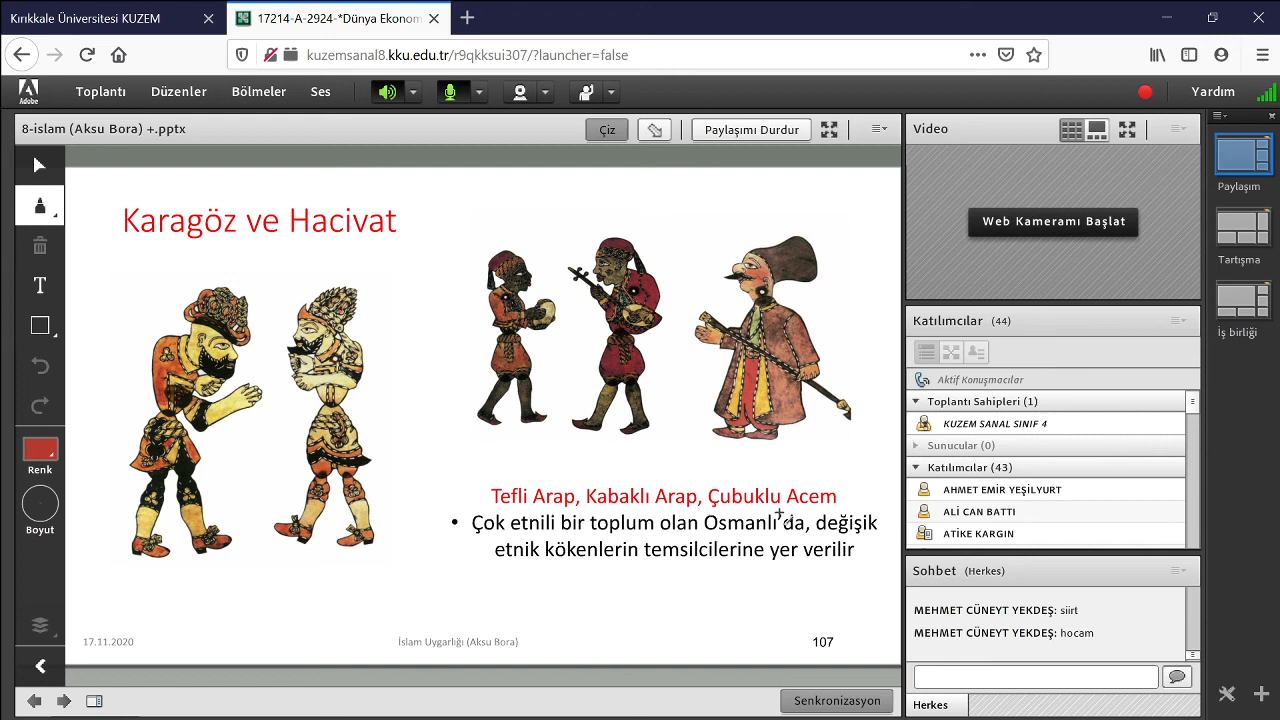 Kırıkkale Üniversitesi KUZEM
17214-A-2924-*Dünya Ekonom
kuzemsanal8.kku.edu.tr/r9qkksui307/?launcher=false
Adobe
Toplantı
Düzenler
Bölmeler
Ses
Yardım
8-islam (Aksu Bora) +.pptx
Çiz
Paylaşımı Durdur
Karagöz ve Hacivat
Tefli Arap, Kabaklı Arap, Çubuklu Acem
• Çok etnili bir toplum olan Osmanlı’da, değişik
etnik kökenlerin temsilcilerine yer verilir
17.11.2020
İslam Uygarlığı (Aksu Bora)
107
T
Renk
Boyut
Senkronizasyon
Video
Web Kameramı Başlat
Katılımcılar (44)
Aktif Konuşmacılar
Toplantı Sahipleri (1)
KUZEM SANAL SINIF 4
Sunucular (0)
Katılımcılar (43)
AHMET EMİR YEŞİLYURT
ALİ CAN BATTI
ATİKE KARGIN
Sohbet (Herkes)
MEHMET CÜNEYT YEKDEŞ: siirt
MEHMET CÜNEYT YEKDEŞ: hocam
Herkes
Paylaşım
Tartışma
İş birliği